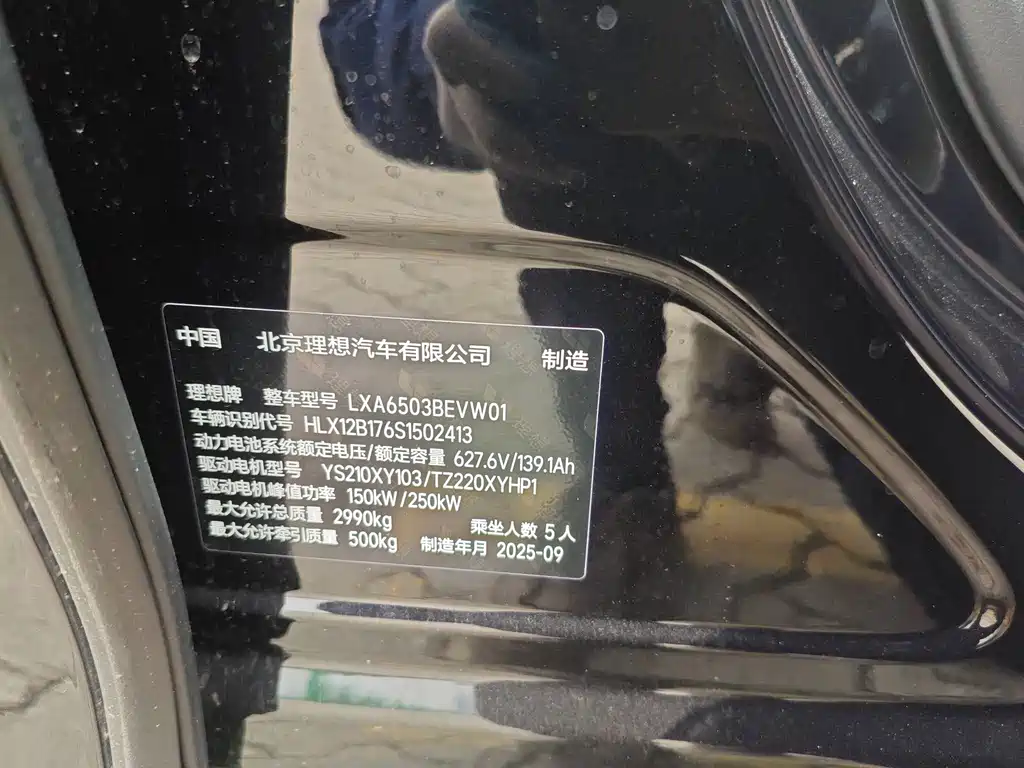 中国 北京理想汽车有限公司 制造
理想牌 整车型号 LXA6503BEVW01
车辆识别代号 HLX12B176S1502413
动力电池系统额定电压/额定容量 627.6V/139.1Ah
驱动电机型号 YS210XY103/TZ220XYHP1
驱动电机峰值功率 150kW/250kW
最大允许总质量 2990kg 乘坐人数 5 人
最大允许牵引质量 500kg 制造年月 2025-09